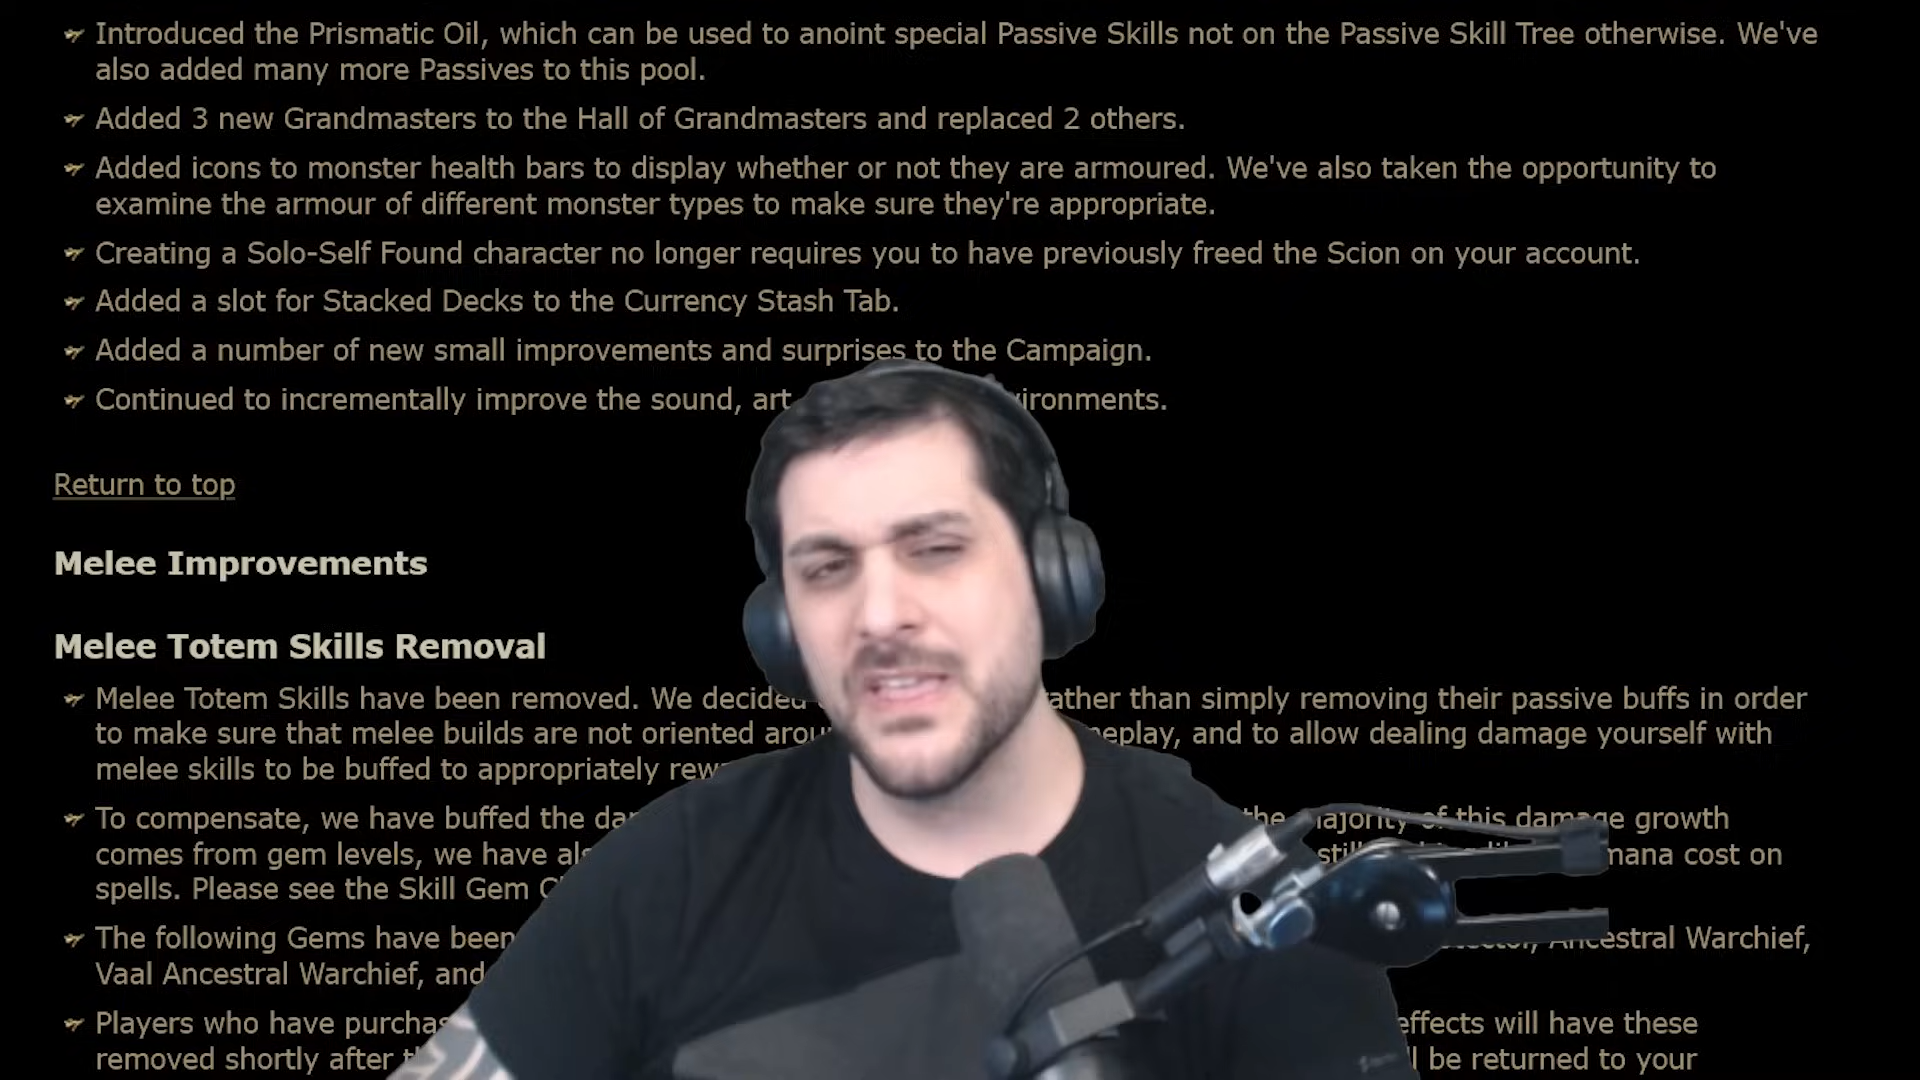 Introduced the Prismatic Oil, which can be used to anoint special Passive Skills not on the Passive Skill Tree otherwise. We've
also added many more Passives to this pool.
Added 3 new Grandmasters to the Hall of Grandmasters and replaced 2 others.
Added icons to monster health bars to display whether or not they are armoured. We've also taken the opportunity to
examine the armour of different monster types to make sure they're appropriate.
Creating a Solo-Self Found character no longer requires you to have previously freed the Scion on your account.
Added a slot for Stacked Decks to the Currency Stash Tab.
Added a number of new small improvements and surprises to the Campaign.
Continued to incrementally improve the sound, art
Return to top
Melee Improvements
Melee Totem Skills Removal
Melee Totem Skills have been removed. We decided rather than simply removing their passive buffs in order
to make sure that melee builds are not oriented and to allow dealing damage yourself with
melee skills to be buffed to appropriately
To compensate, we have buffed the the majority of this damage growth
comes from gem levels, we have mana cost on
spells. Please see the Skill Gem
The following Gems have been Ancestral Warchief,
Vaal Ancestral Warchief, and
Players who have effects will have these
removed shortly after be returned to your